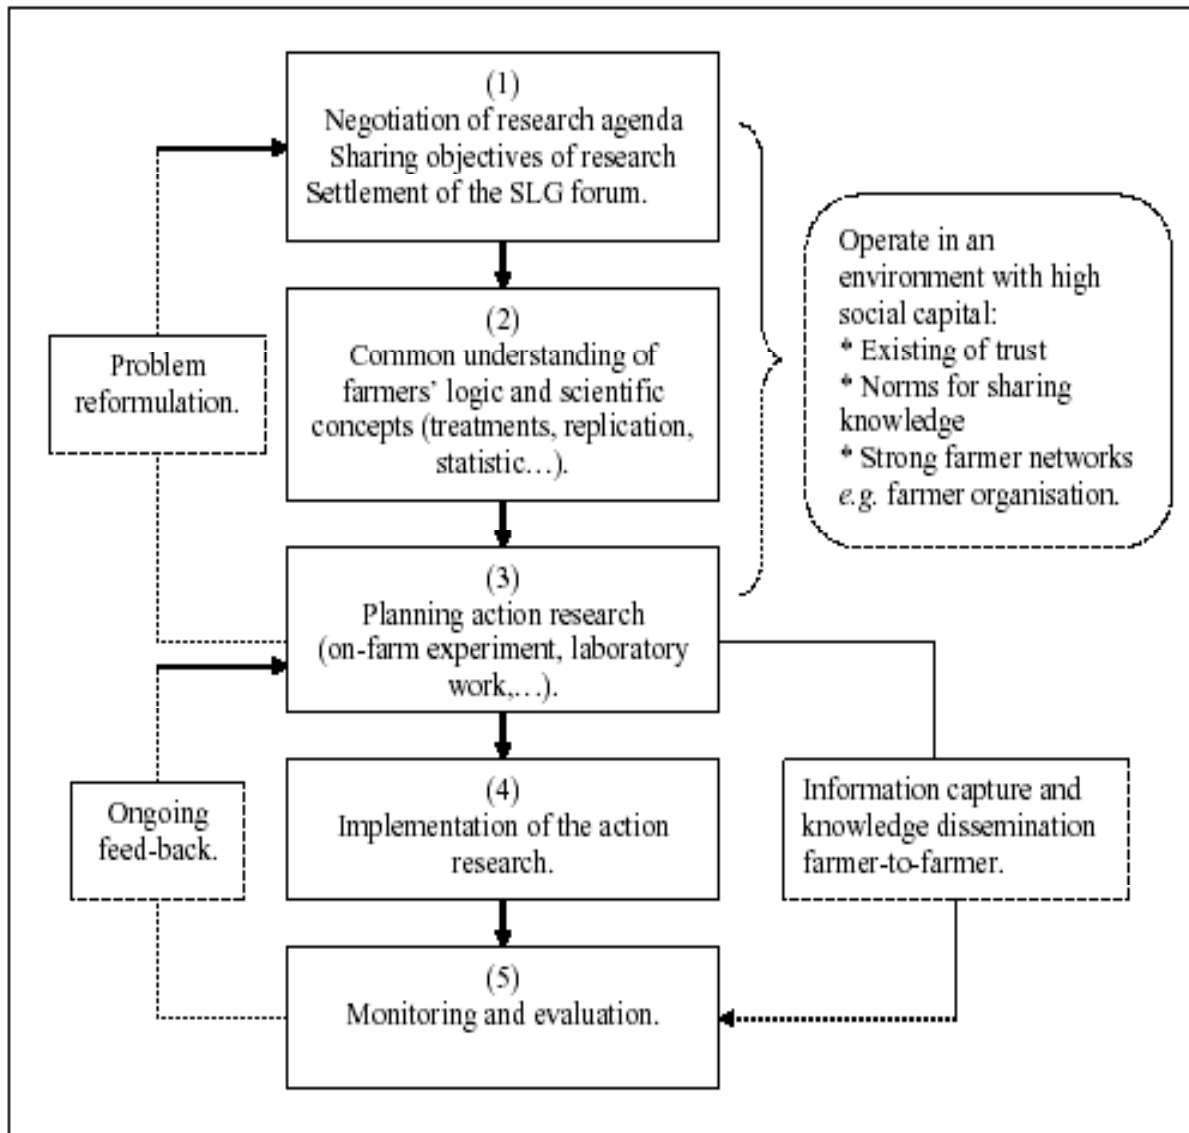 (1)
Negotiation of research agenda
Sharing objectives of research
Settlement of the SLG forum.
(2)
Common understanding of
farmers' logic and scientific
concepts (treatments, replication,
statistic…).
(3)
Planning action research
(on-farm experiment, laboratory
work,…).
(4)
Implementation of the action
research.
(5)
Monitoring and evaluation.
Problem
reformulation.
Ongoing
feed-back.
Operate in an
environment with high
social capital:
* Existing of trust
* Norms for sharing
knowledge
* Strong farmer networks
e.g. farmer organisation.
Information capture and
knowledge dissemination
farmer-to-farmer.